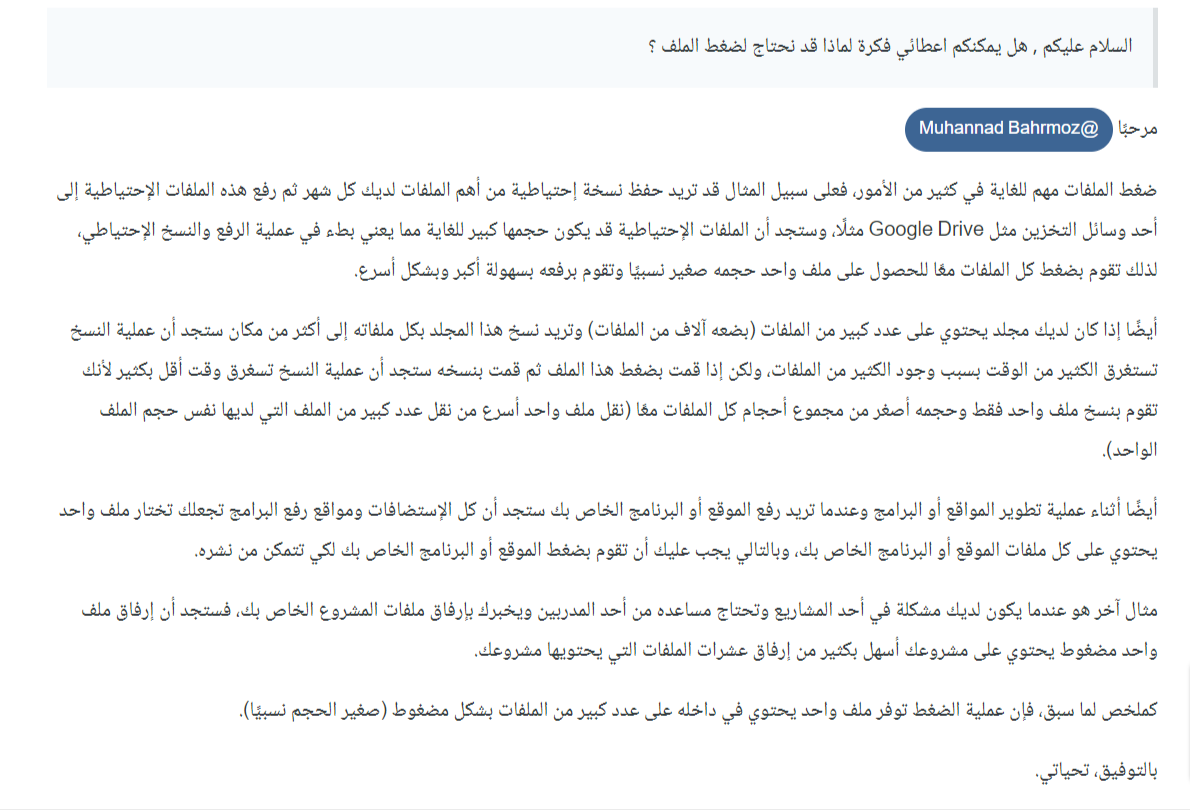 السلام عليكم , هل يمكنكم اعطائي فكرة لماذا قد نحتاج لضغط الملف ؟
مرحبًا @Muhannad Bahrmoz
ضغط الملفات مهم للغاية في كثير من الأمور، فعلى سبيل المثال قد تريد حفظ نسخة إحتياطية من أهم الملفات لديك كل شهر ثم رفع هذه الملفات الإحتياطية إلى
أحد وسائل التخزين مثل Google Drive مثلًا، وستجد أن الملفات الإحتياطية قد يكون حجمها كبير للغاية مما يعني بطء في عملية الرفع والنسخ الإحتياطي،
لذلك تقوم بضغط كل الملفات معًا للحصول على ملف واحد حجمه صغير نسبيًا وتقوم برفعه بسهولة أكبر وبشكل أسرع.
أيضًا إذا كان لديك مجلد يحتوي على عدد كبير من الملفات (بضعه آلاف من الملفات) وتريد نسخ هذا المجلد بكل ملفاته إلى أكثر من مكان ستجد أن عملية النسخ
تستغرق الكثير من الوقت بسبب وجود الكثير من الملفات، ولكن إذا قمت بضغط هذا الملف ثم قمت بنسخه ستجد أن عملية النسخ تسغرق وقت أقل بكثير لأنك
تقوم بنسخ ملف واحد فقط وحجمه أصغر من مجموع أحجام كل الملفات معًا (نقل ملف واحد أسرع من نقل عدد كبير من الملف التي لديها نفس حجم الملف
الواحد).
أيضًا أثناء عملية تطوير المواقع أو البرامج وعندما تريد رفع الموقع أو البرنامج الخاص بك ستجد أن كل الإستضافات ومواقع رفع البرامج تجعلك تختار ملف واحد
يحتوي على كل ملفات الموقع أو البرنامج الخاص بك، وبالتالي يجب عليك أن تقوم بضغط الموقع أو البرنامج الخاص بك لكي تتمكن من نشره.
مثال آخر هو عندما يكون لديك مشكلة في أحد المشاريع وتحتاج مساعده من أحد المدربين ويخبرك بإرفاق ملفات المشروع الخاص بك، فستجد أن إرفاق ملف
واحد مضغوط يحتوي على مشروعك أسهل بكثير من إرفاق عشرات الملفات التي يحتويها مشروعك.
كملخص لما سبق، فإن عملية الضغط توفر ملف واحد يحتوي في داخله على عدد كبير من الملفات بشكل مضغوط (صغير الحجم نسبيًا).
بالتوفيق، تحياتي.